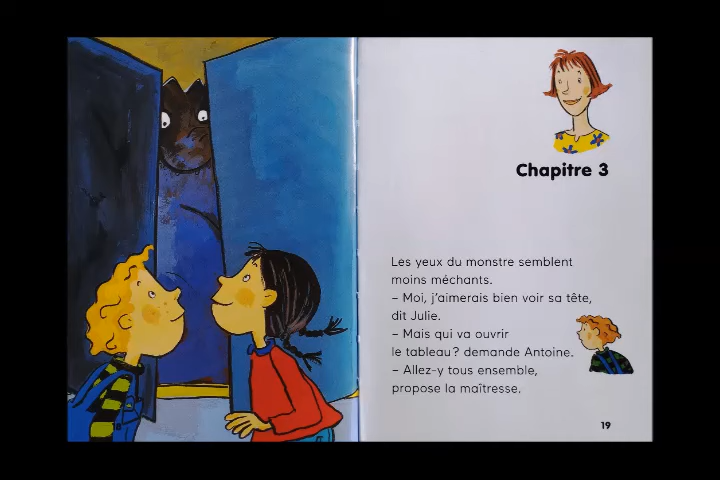 Chapitre 3
Les yeux du monstre semblent
moins méchants.
– Moi, j'aimerais bien voir sa tête,
dit Julie.
– Mais qui va ouvrir
le tableau? demande Antoine.
– Allez-y tous ensemble,
propose la maîtresse.
18
19